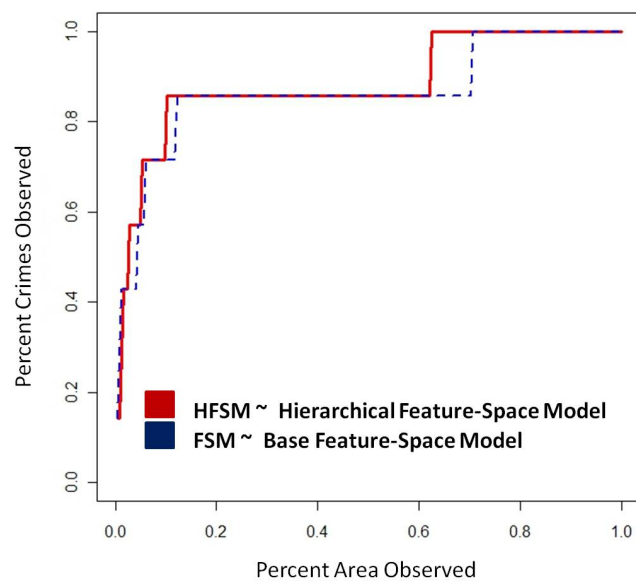 Percent Crimes Observed
1.0
0.8
0.6
0.4
0.2
0.0
HFSM ~ Hierarchical Feature-Space Model
FSM ~ Base Feature-Space Model
0.0 0.2 0.4 0.6 0.8 1.0
Percent Area Observed